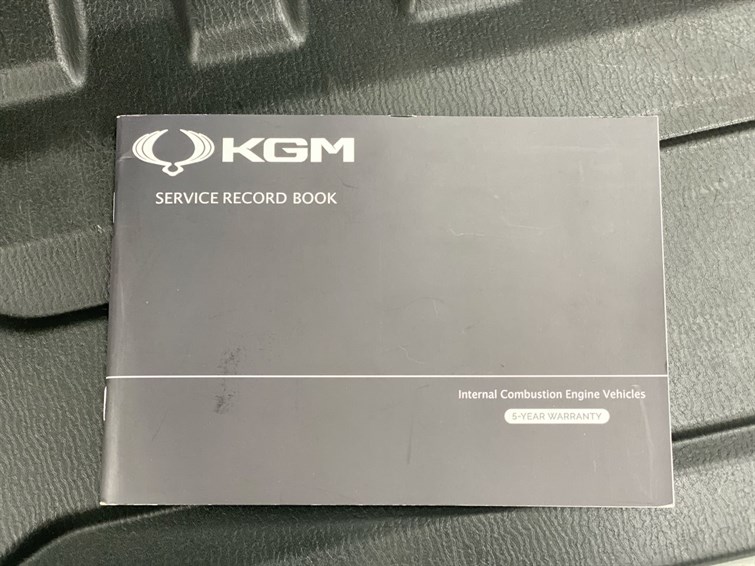 KGM
SERVICE RECORD BOOK
Internal Combustion Engine Vehicles
5-YEAR WARRANTY